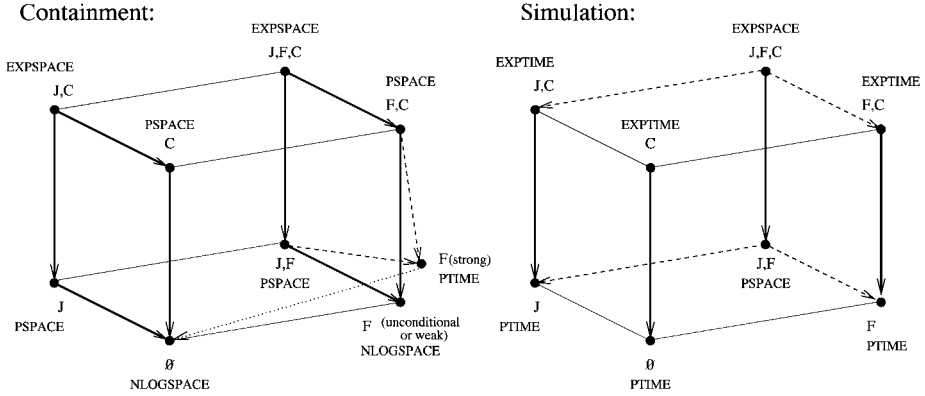 Containment:
EXPSPACE
J,F,C
EXPSPACE
J,C
PSPACE
F,C
PSPACE
C
J,F
PSPACE
F(strong)
PTIME
J
PSPACE
F (unconditional
or weak)
NLOGSPACE
∅
NLOGSPACE
Simulation:
EXPSPACE
J,F,C
EXPTIME
J,C
EXPTIME
F,C
EXPTIME
C
J,F
PSPACE
J
PTIME
F
PTIME
∅
PTIME